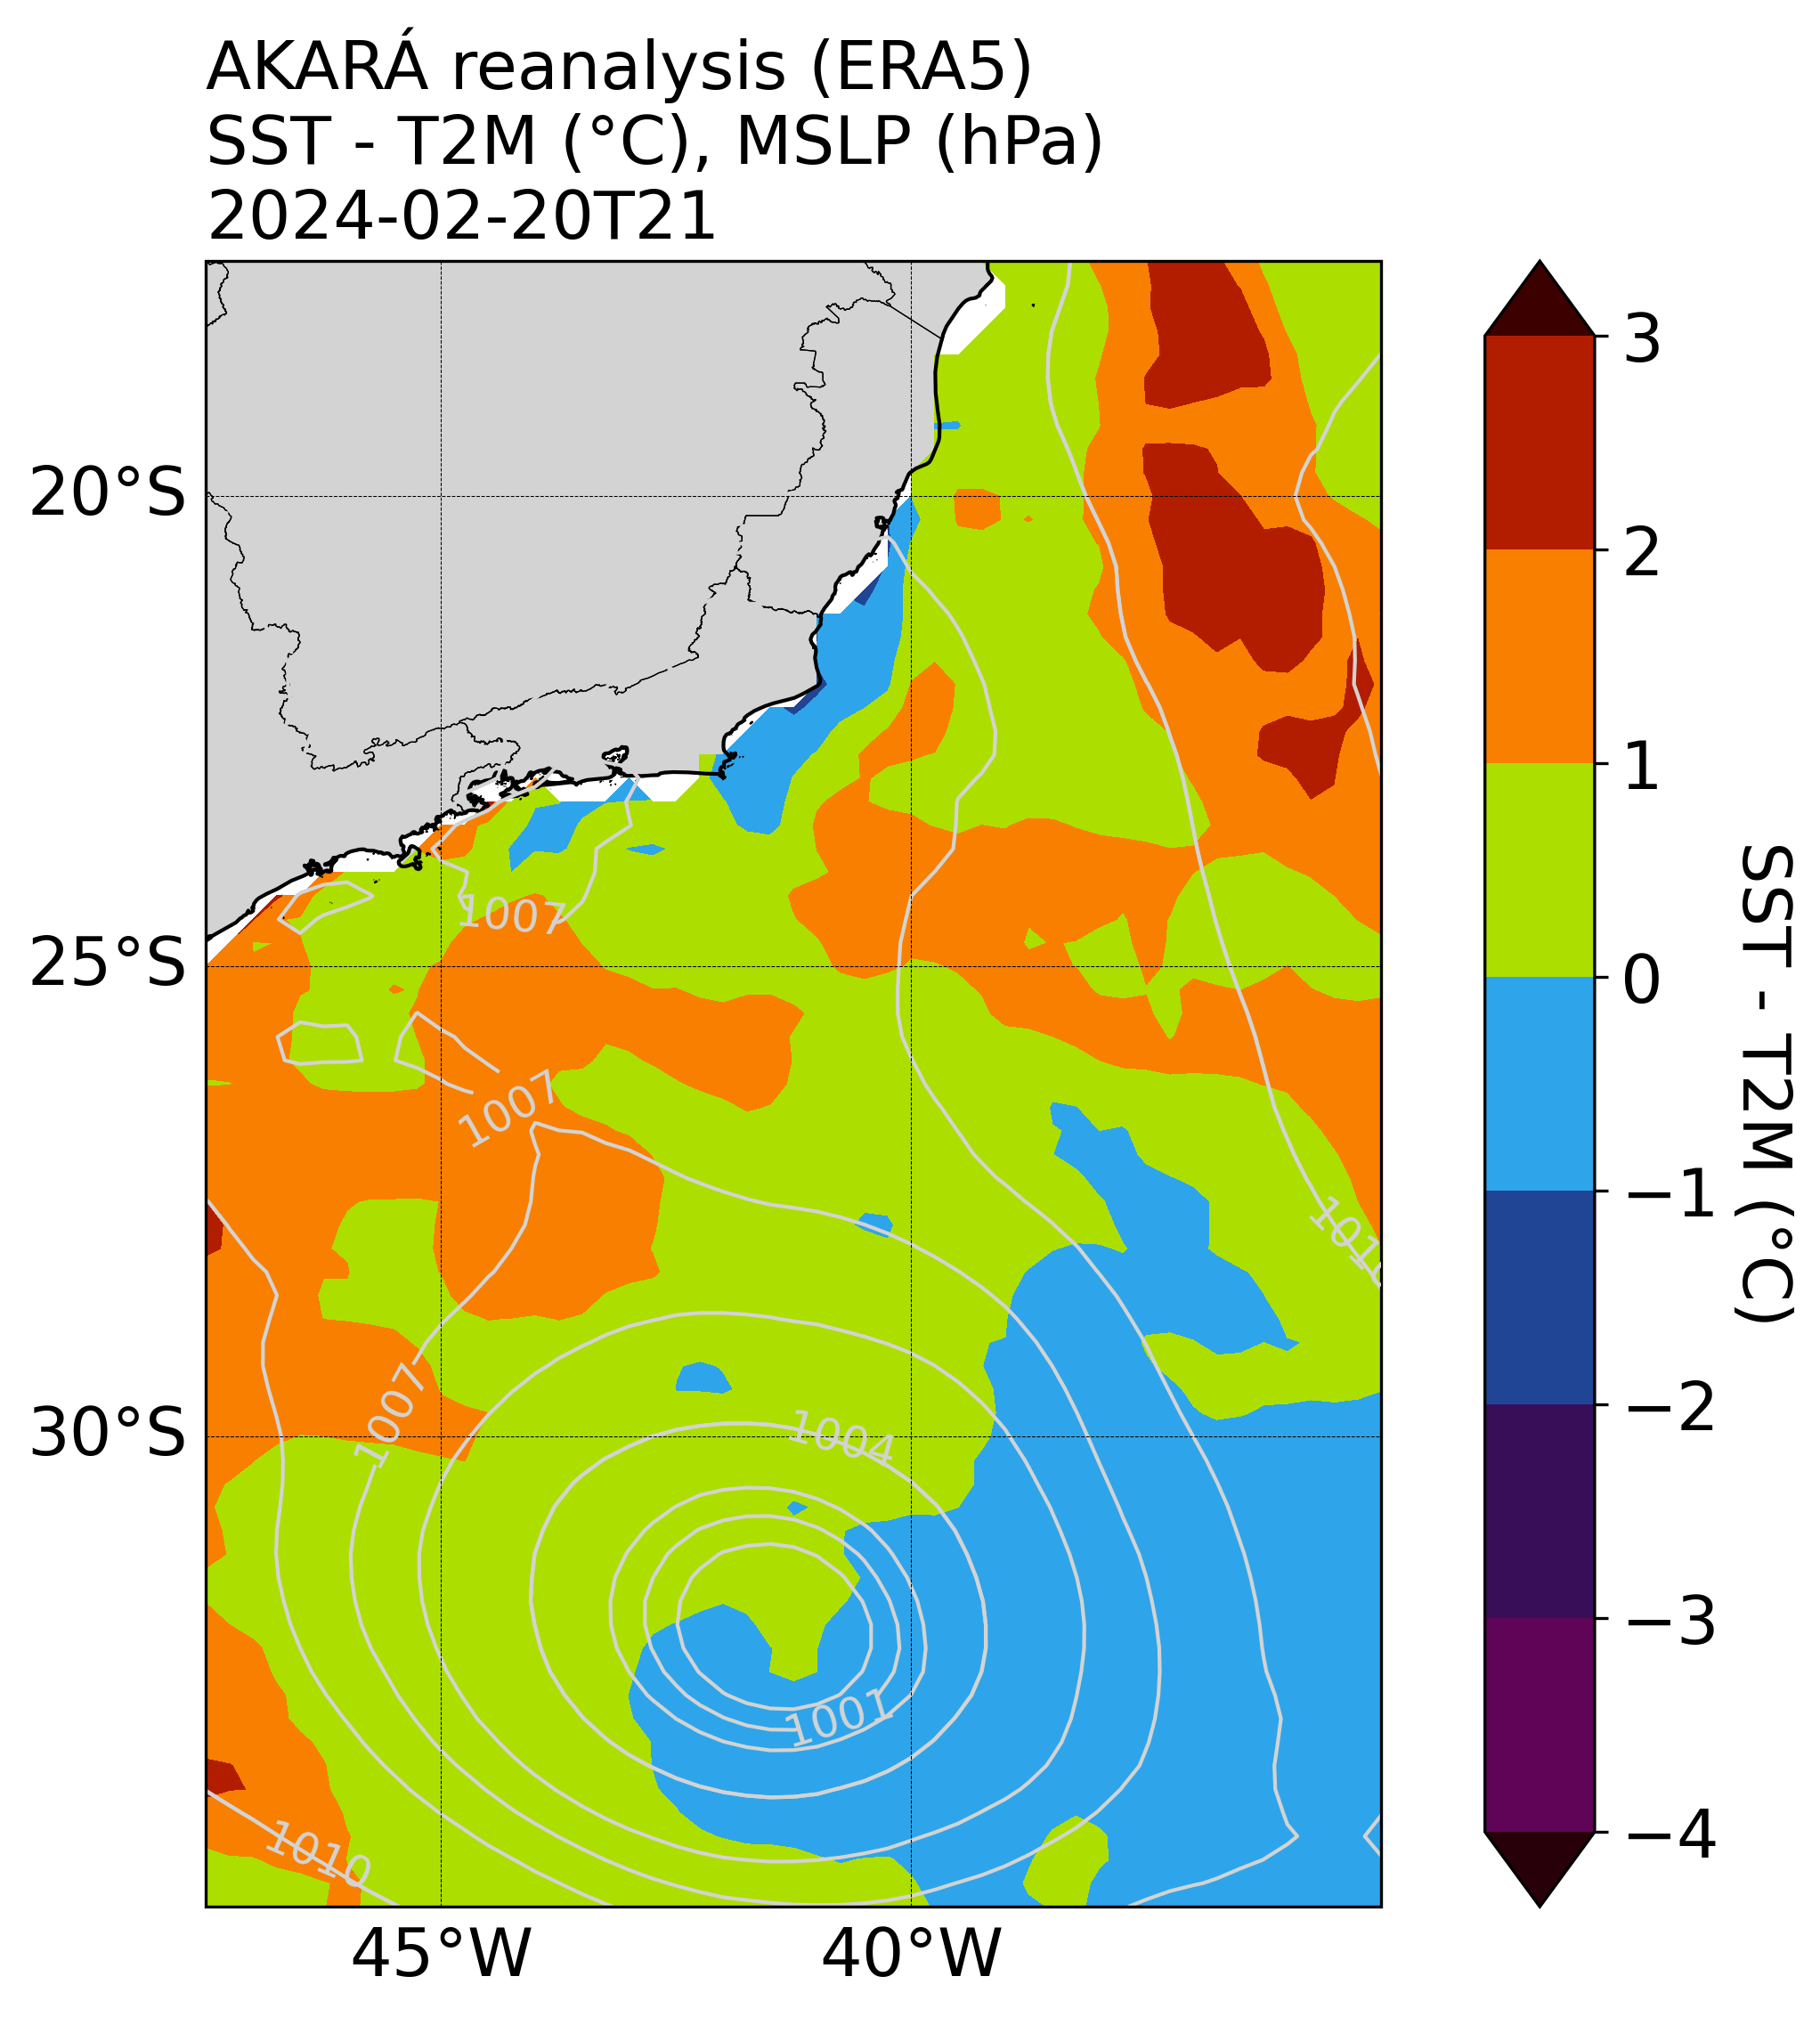 AKARÁ reanalysis (ERA5)
SST - T2M (°C), MSLP (hPa)
2024-02-20T21
20°S
25°S
30°S
45°W
40°W
1007
1007
1007
1004
1001
1010
3
2
1
0
−1
−2
−3
−4
SST - T2M (°C)